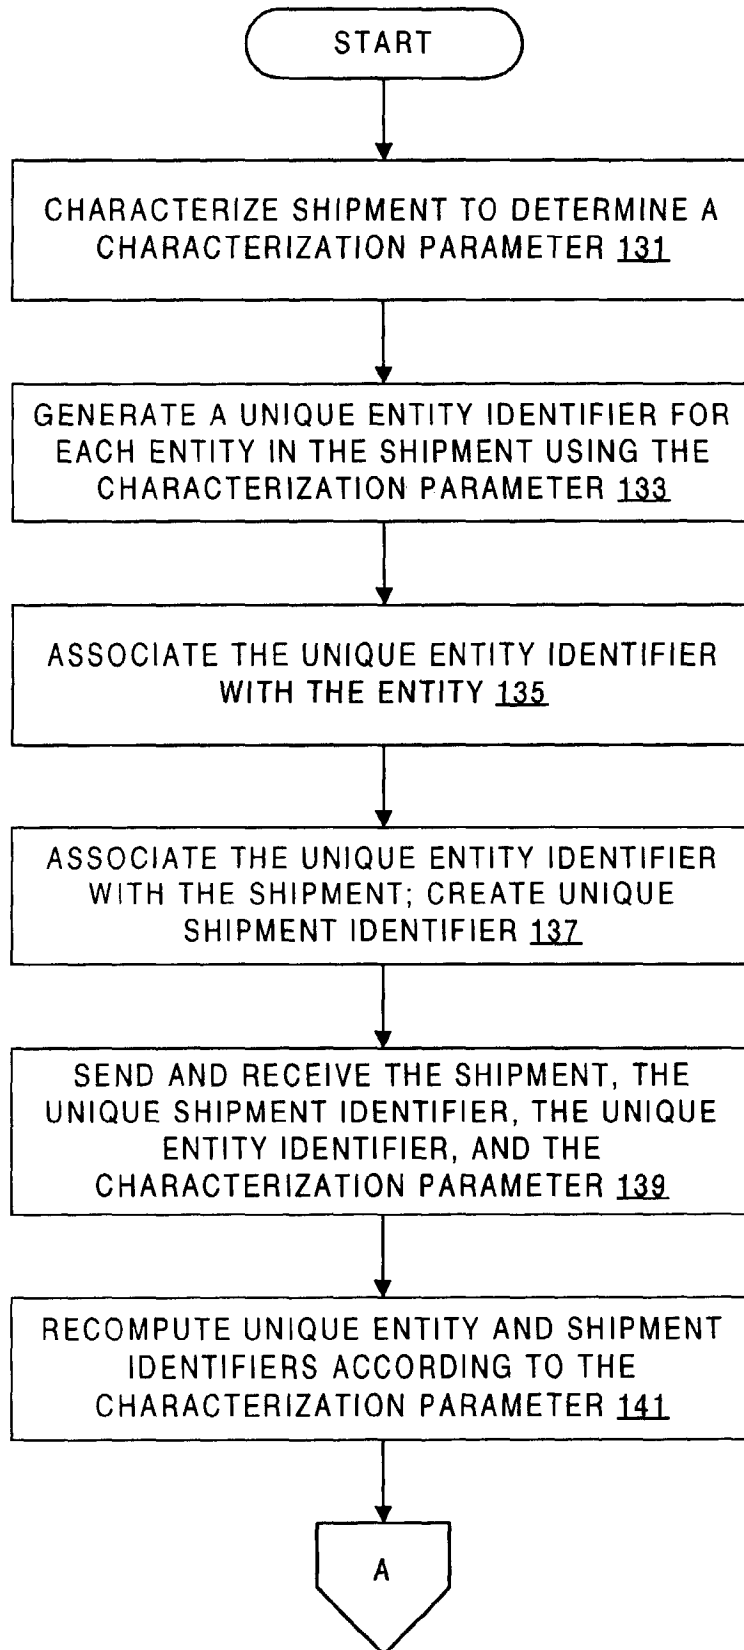 START
CHARACTERIZE SHIPMENT TO DETERMINE A
CHARACTERIZATION PARAMETER 131
GENERATE A UNIQUE ENTITY IDENTIFIER FOR
EACH ENTITY IN THE SHIPMENT USING THE
CHARACTERIZATION PARAMETER 133
ASSOCIATE THE UNIQUE ENTITY IDENTIFIER
WITH THE ENTITY 135
ASSOCIATE THE UNIQUE ENTITY IDENTIFIER
WITH THE SHIPMENT; CREATE UNIQUE
SHIPMENT IDENTIFIER 137
SEND AND RECEIVE THE SHIPMENT, THE
UNIQUE SHIPMENT IDENTIFIER, THE UNIQUE
ENTITY IDENTIFIER, AND THE
CHARACTERIZATION PARAMETER 139
RECOMPUTE UNIQUE ENTITY AND SHIPMENT
IDENTIFIERS ACCORDING TO THE
CHARACTERIZATION PARAMETER 141
A